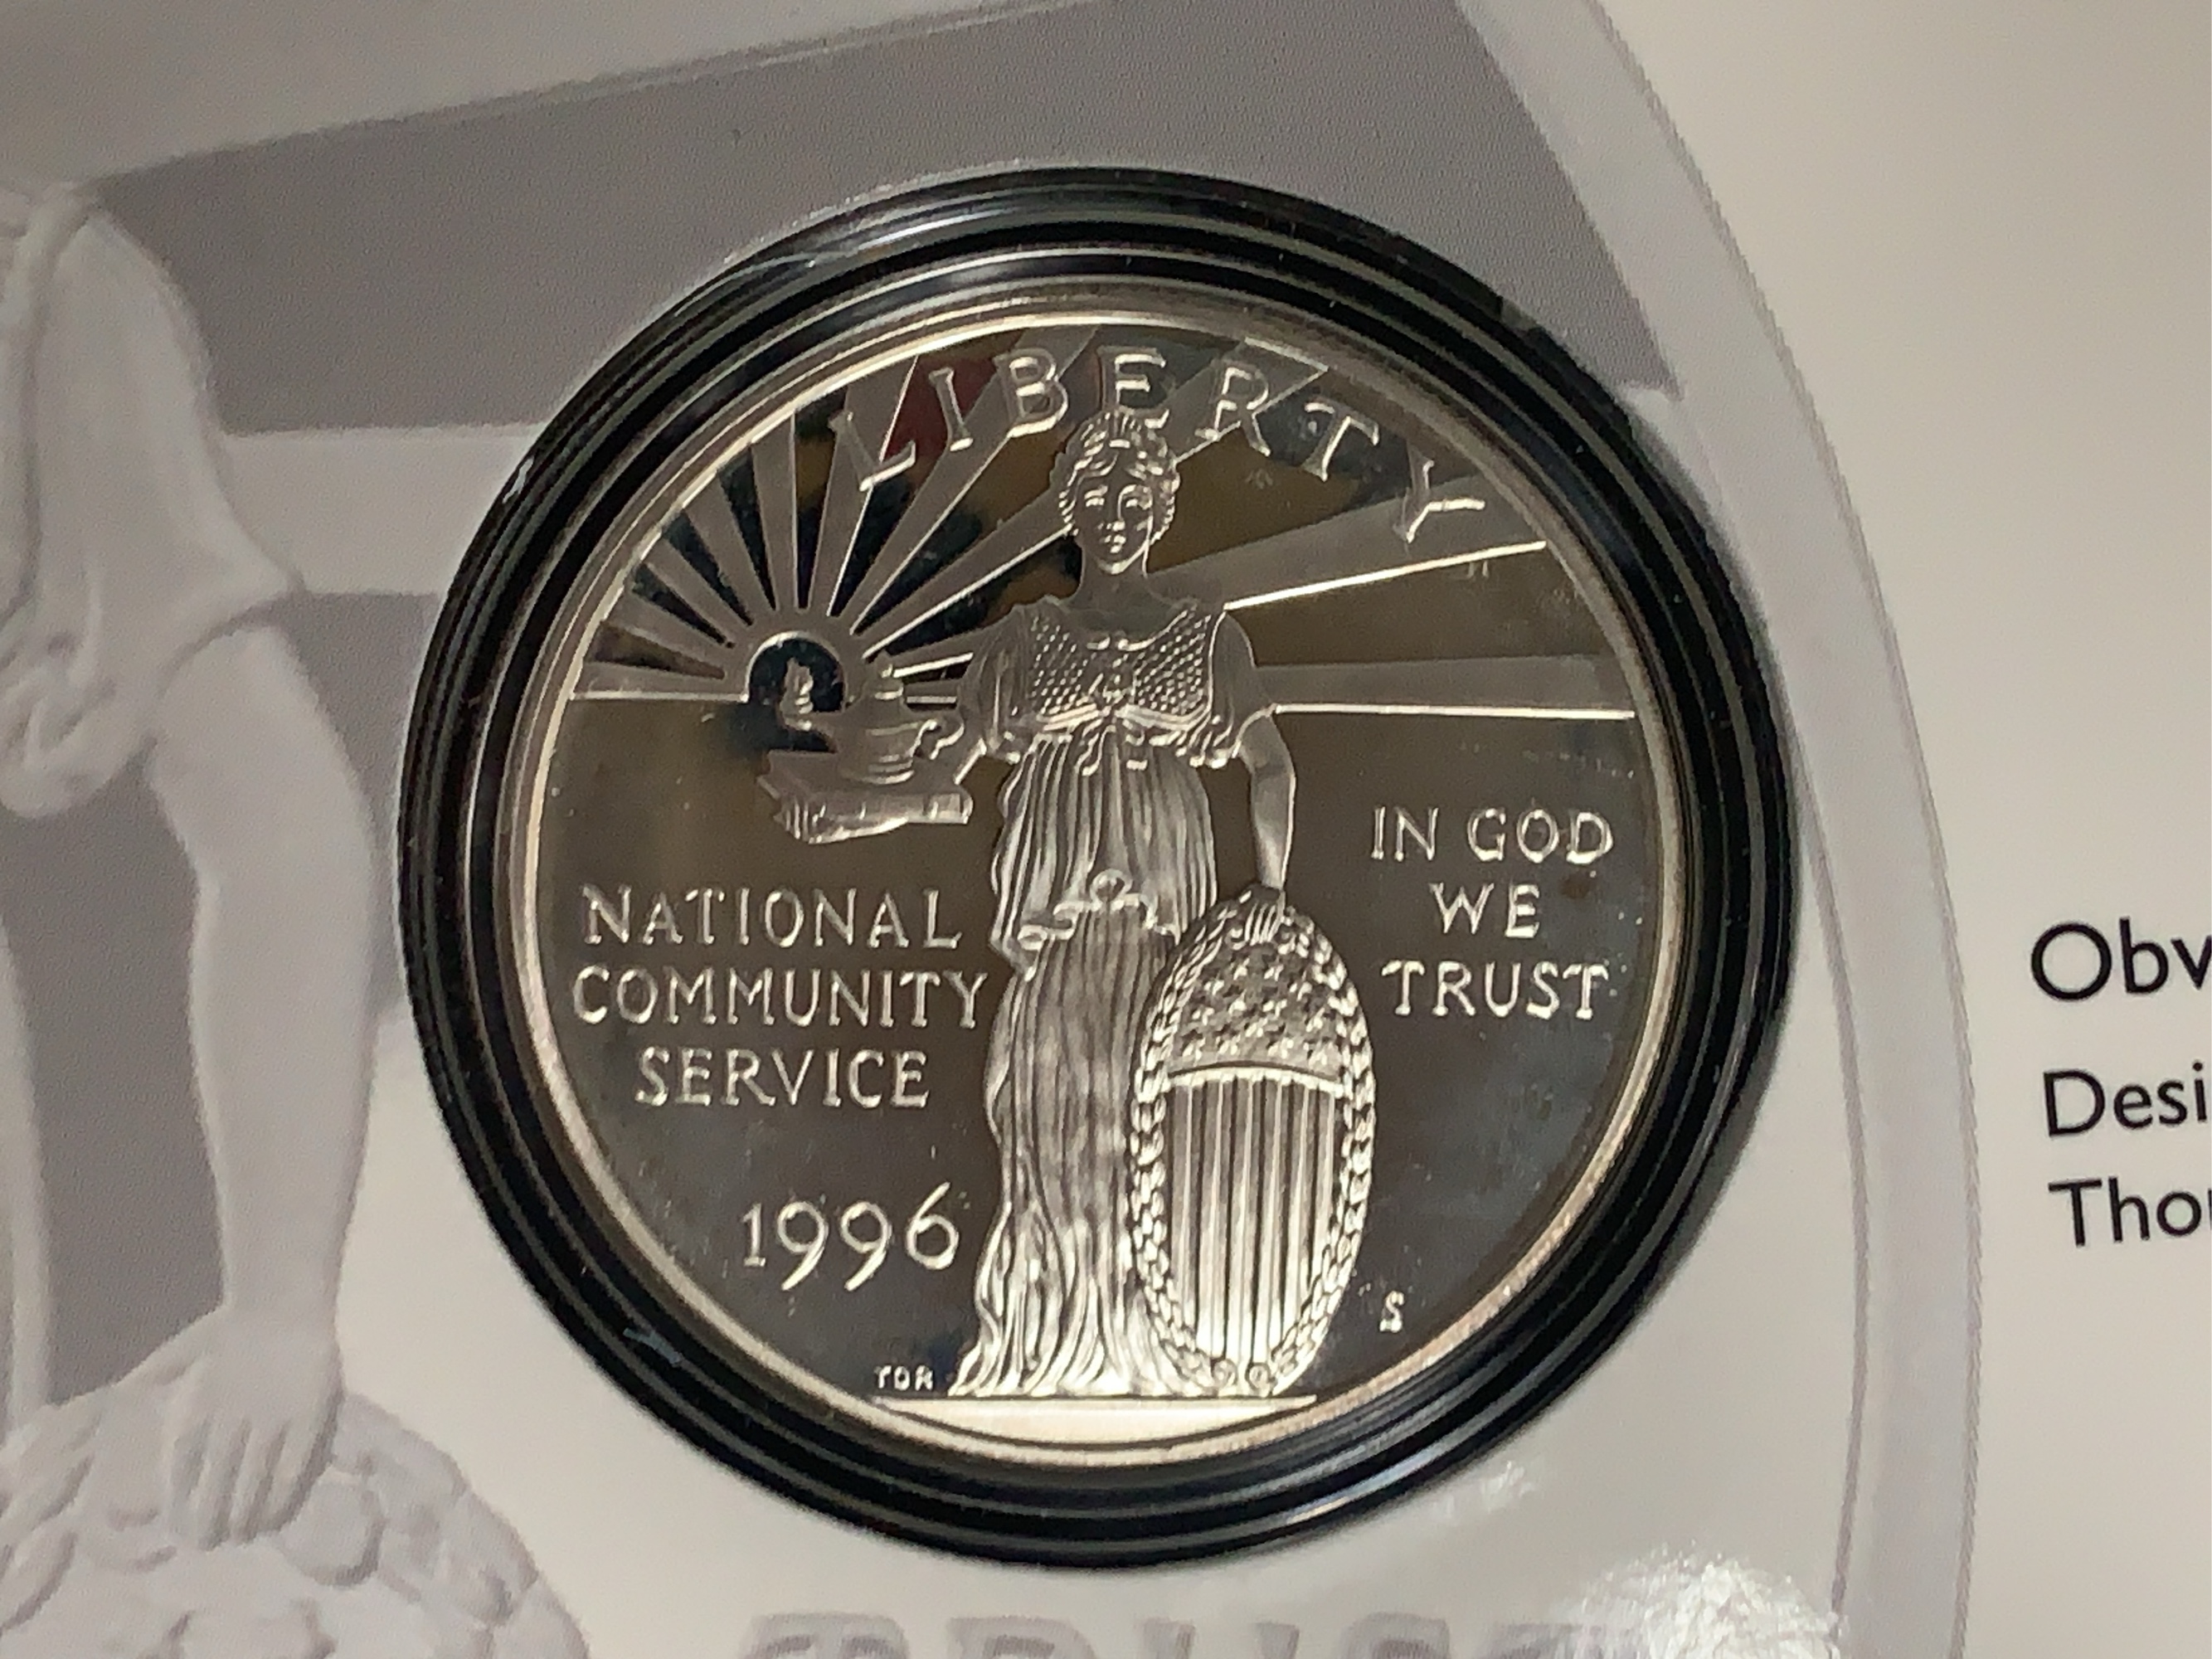 LIBERTY
NATIONAL
COMMUNITY
SERVICE
1996
IN GOD
WE
TRUST
S
TDR
Obv
Desi
Tho